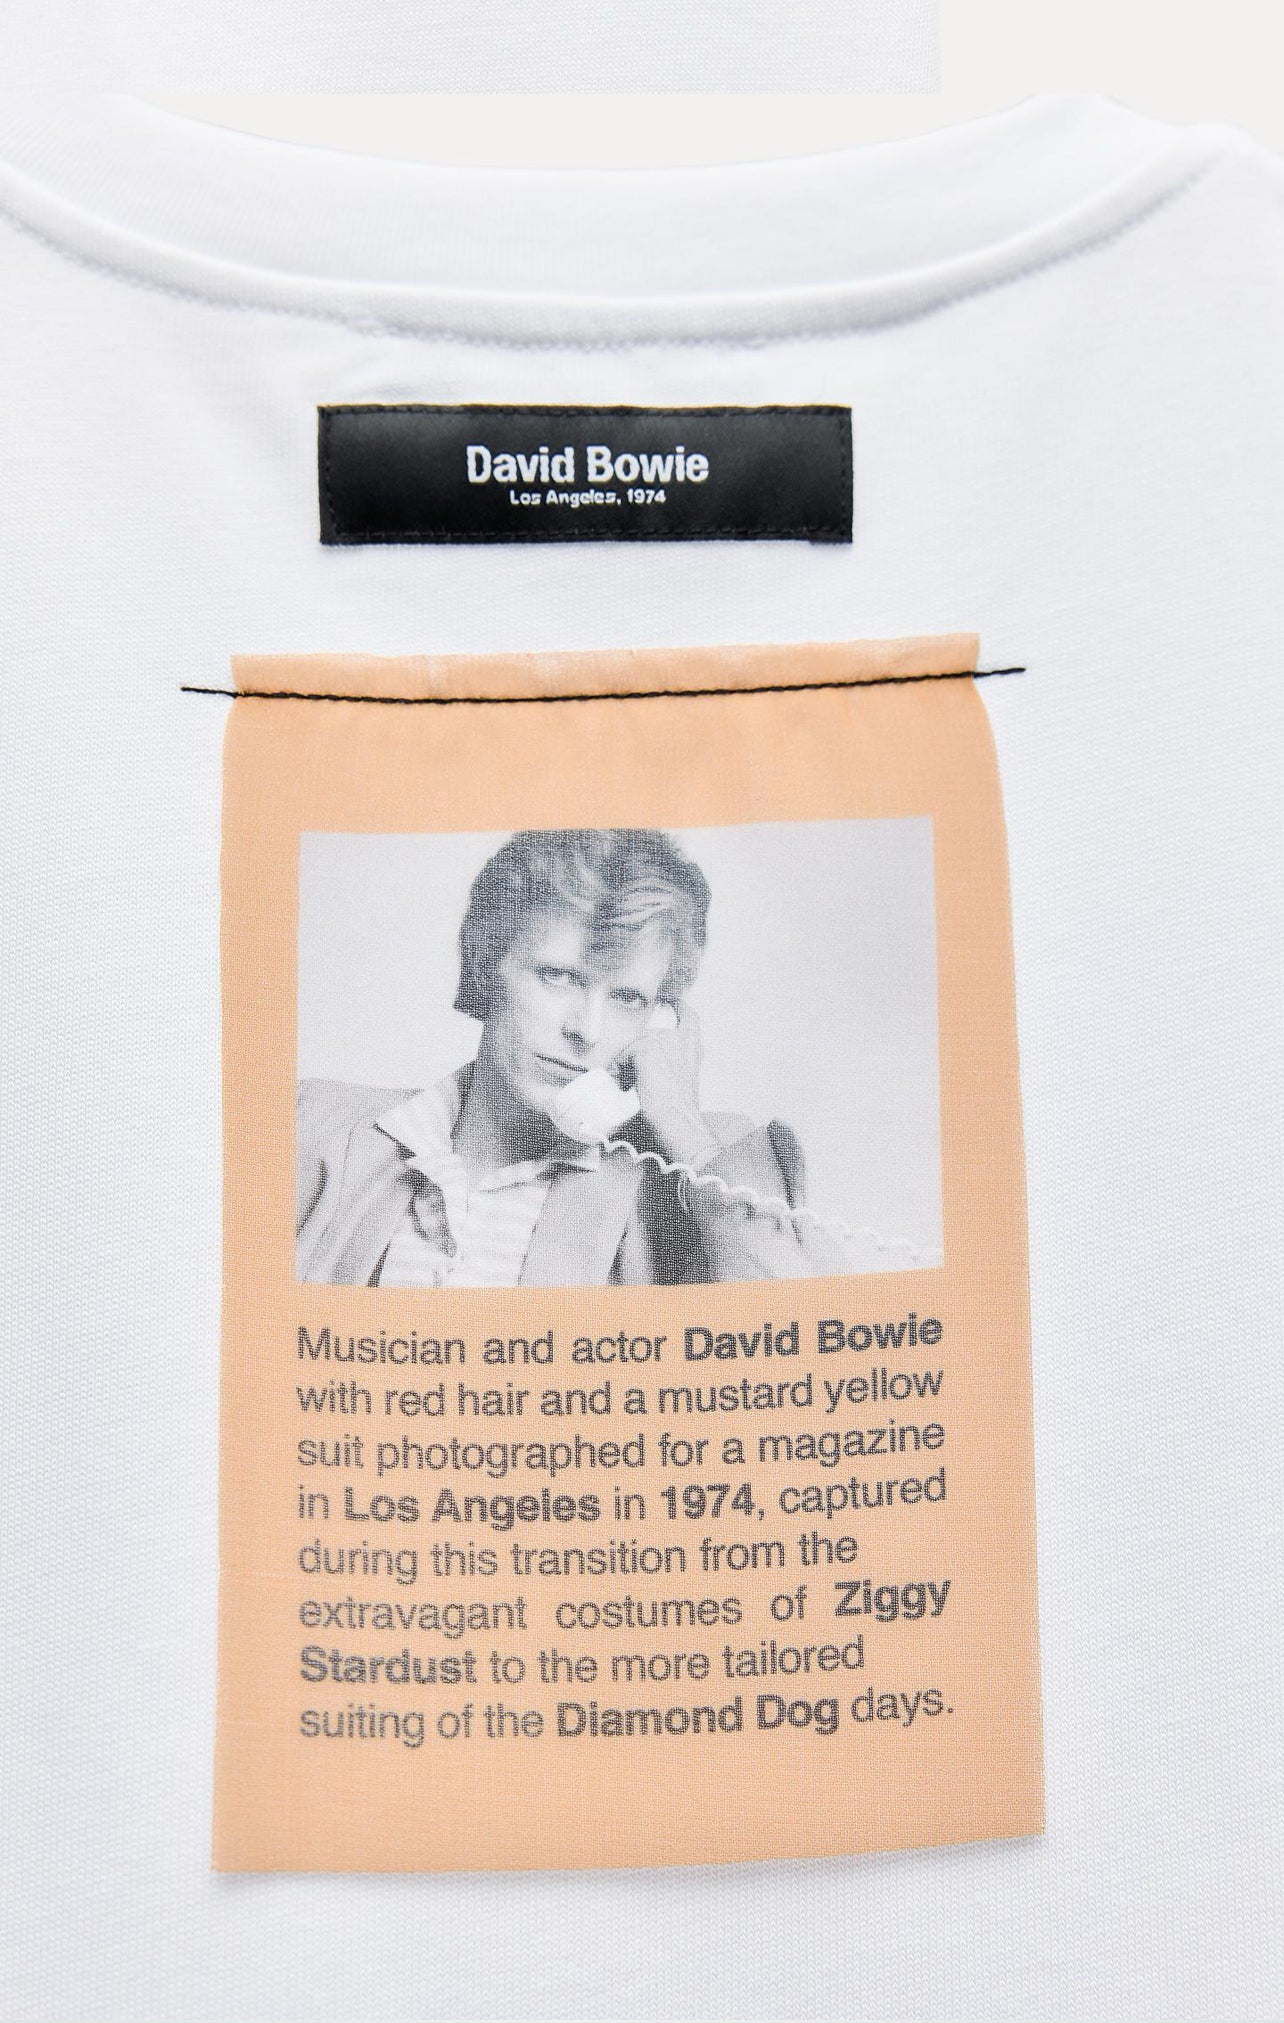 David Bowie
Los Angeles, 1974
Musician and actor David Bowie
with red hair and a mustard yellow
suit photographed for a magazine
in Los Angeles in 1974, captured
during this transition from the
extravagant costumes of Ziggy
Stardust to the more tailored
suiting of the Diamond Dog days.